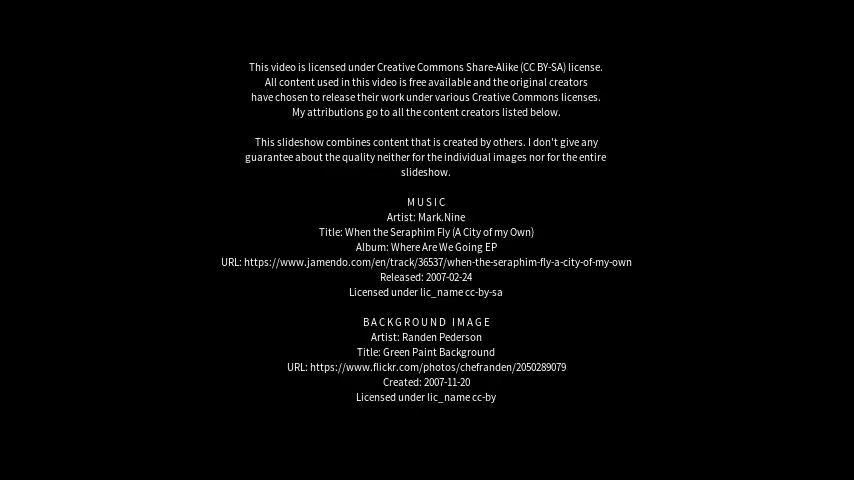 This video is licensed under Creative Commons Share-Alike (CC BY-SA) license.
All content used in this video is free available and the original creators
have chosen to release their work under various Creative Commons licenses.
My attributions go to all the content creators listed below.
This slideshow combines content that is created by others. I don't give any
guarantee about the quality neither for the individual images nor for the entire
slideshow.
MUSIC
Artist: Mark.Nine
Title: When the Seraphim Fly (A City of my Own)
Album: Where Are We Going EP
URL: https://www.jamendo.com/en/track/36537/when-the-seraphim-fly-a-city-of-my-own
Released: 2007-02-24
Licensed under lic_name cc-by-sa
BACKGROUND IMAGE
Artist: Randen Pederson
Title: Green Paint Background
URL: https://www.flickr.com/photos/chefranden/2050289079
Created: 2007-11-20
Licensed under lic_name cc-by